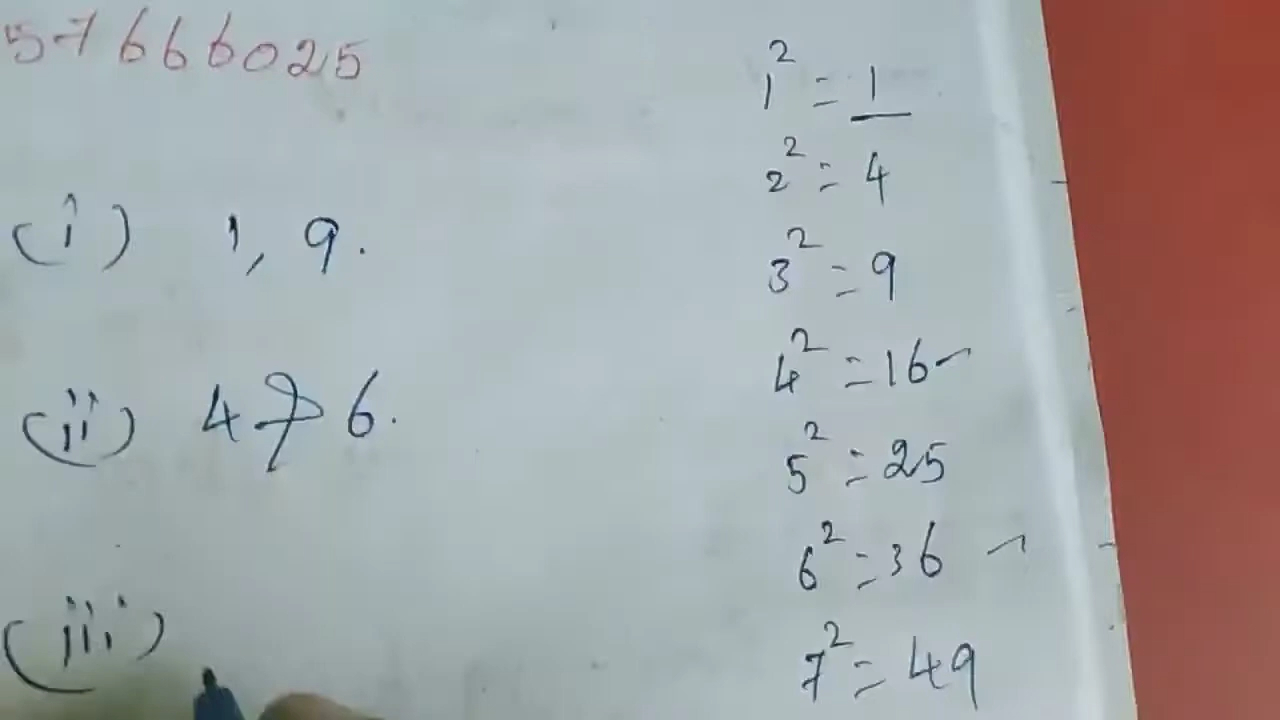 57666025
(i) 1, 9.
(ii) 4 6.
(iii)
1² = 1
2² = 4
3² = 9
4² = 16
5² = 25
6² = 36
7² = 49